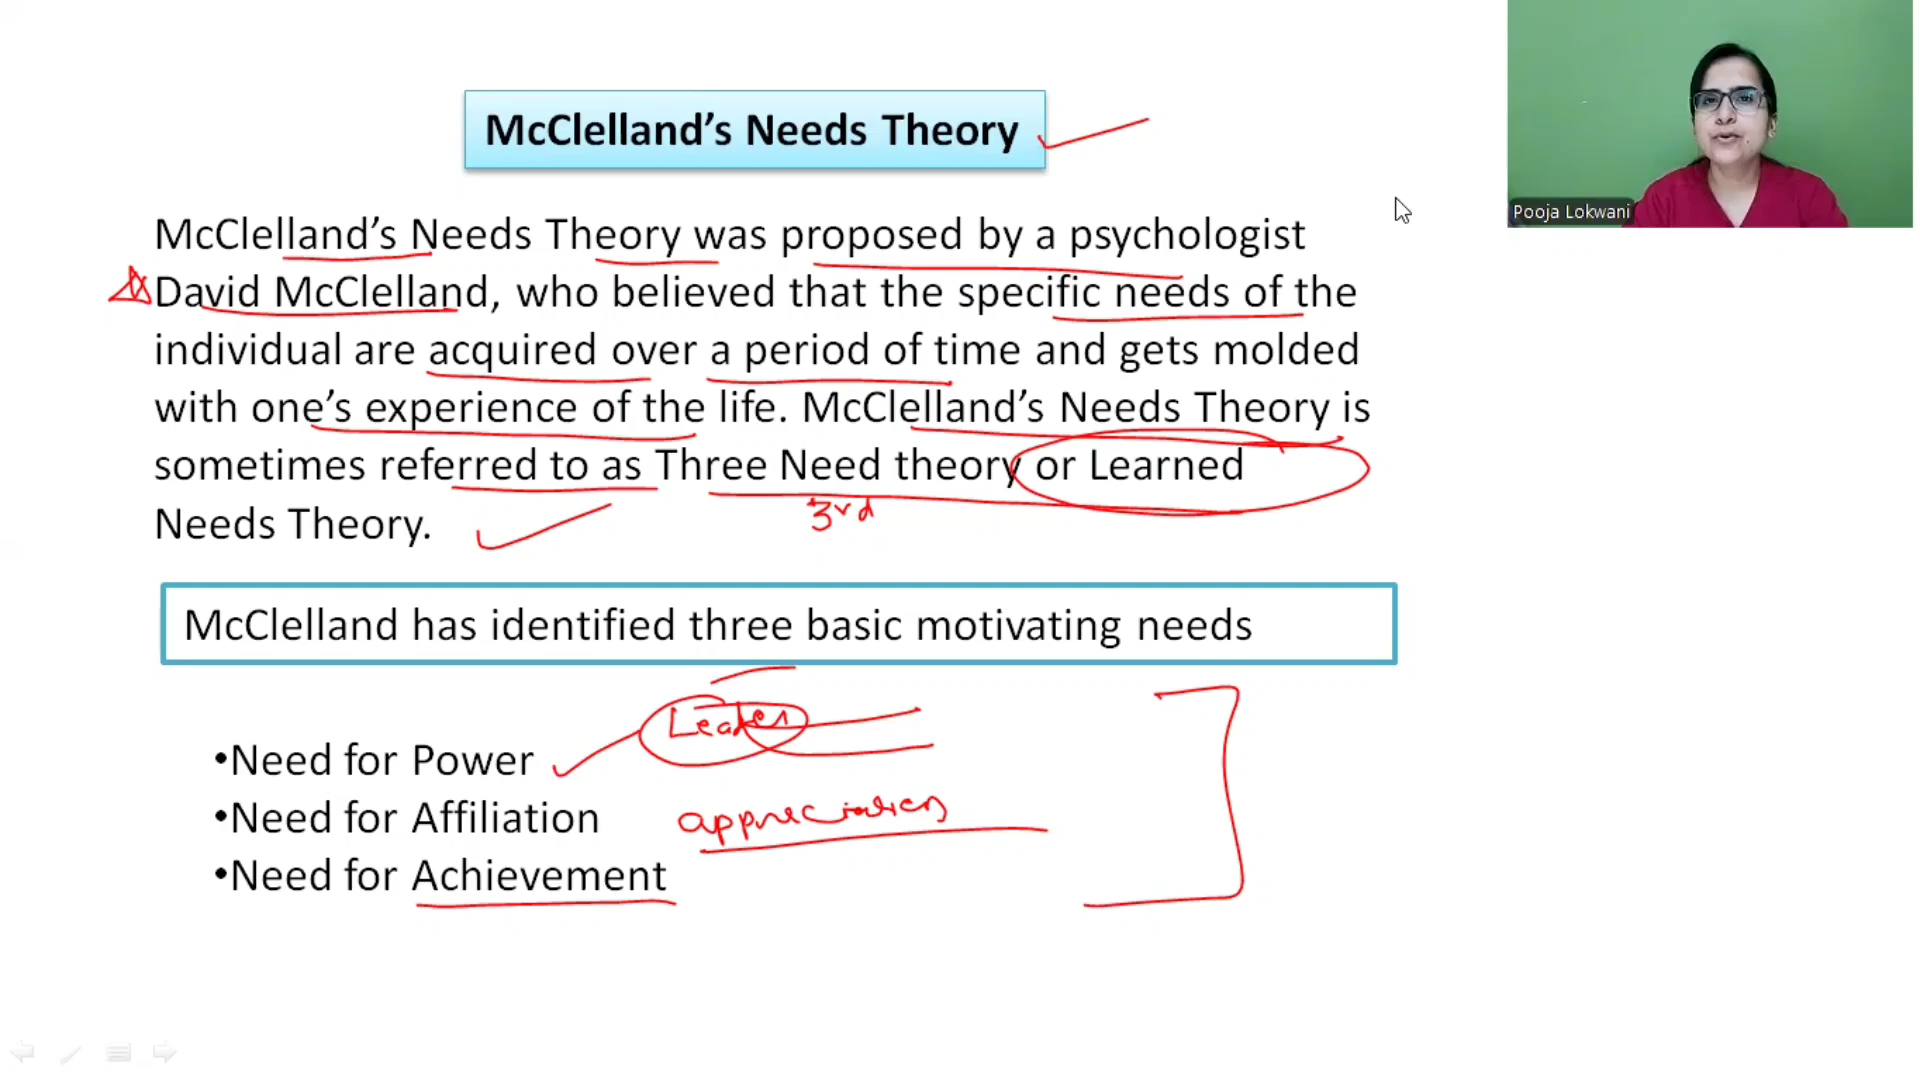 McClelland's Needs Theory
Pooja Lokwani
McClelland's Needs Theory was proposed by a psychologist
David McClelland, who believed that the specific needs of the
individual are acquired over a period of time and gets molded
with one's experience of the life. McClelland's Needs Theory is
sometimes referred to as Three Need theory or Learned
3rd
Needs Theory.
McClelland has identified three basic motivating needs
Leader
•Need for Power
•Need for Affiliation appreciation
•Need for Achievement